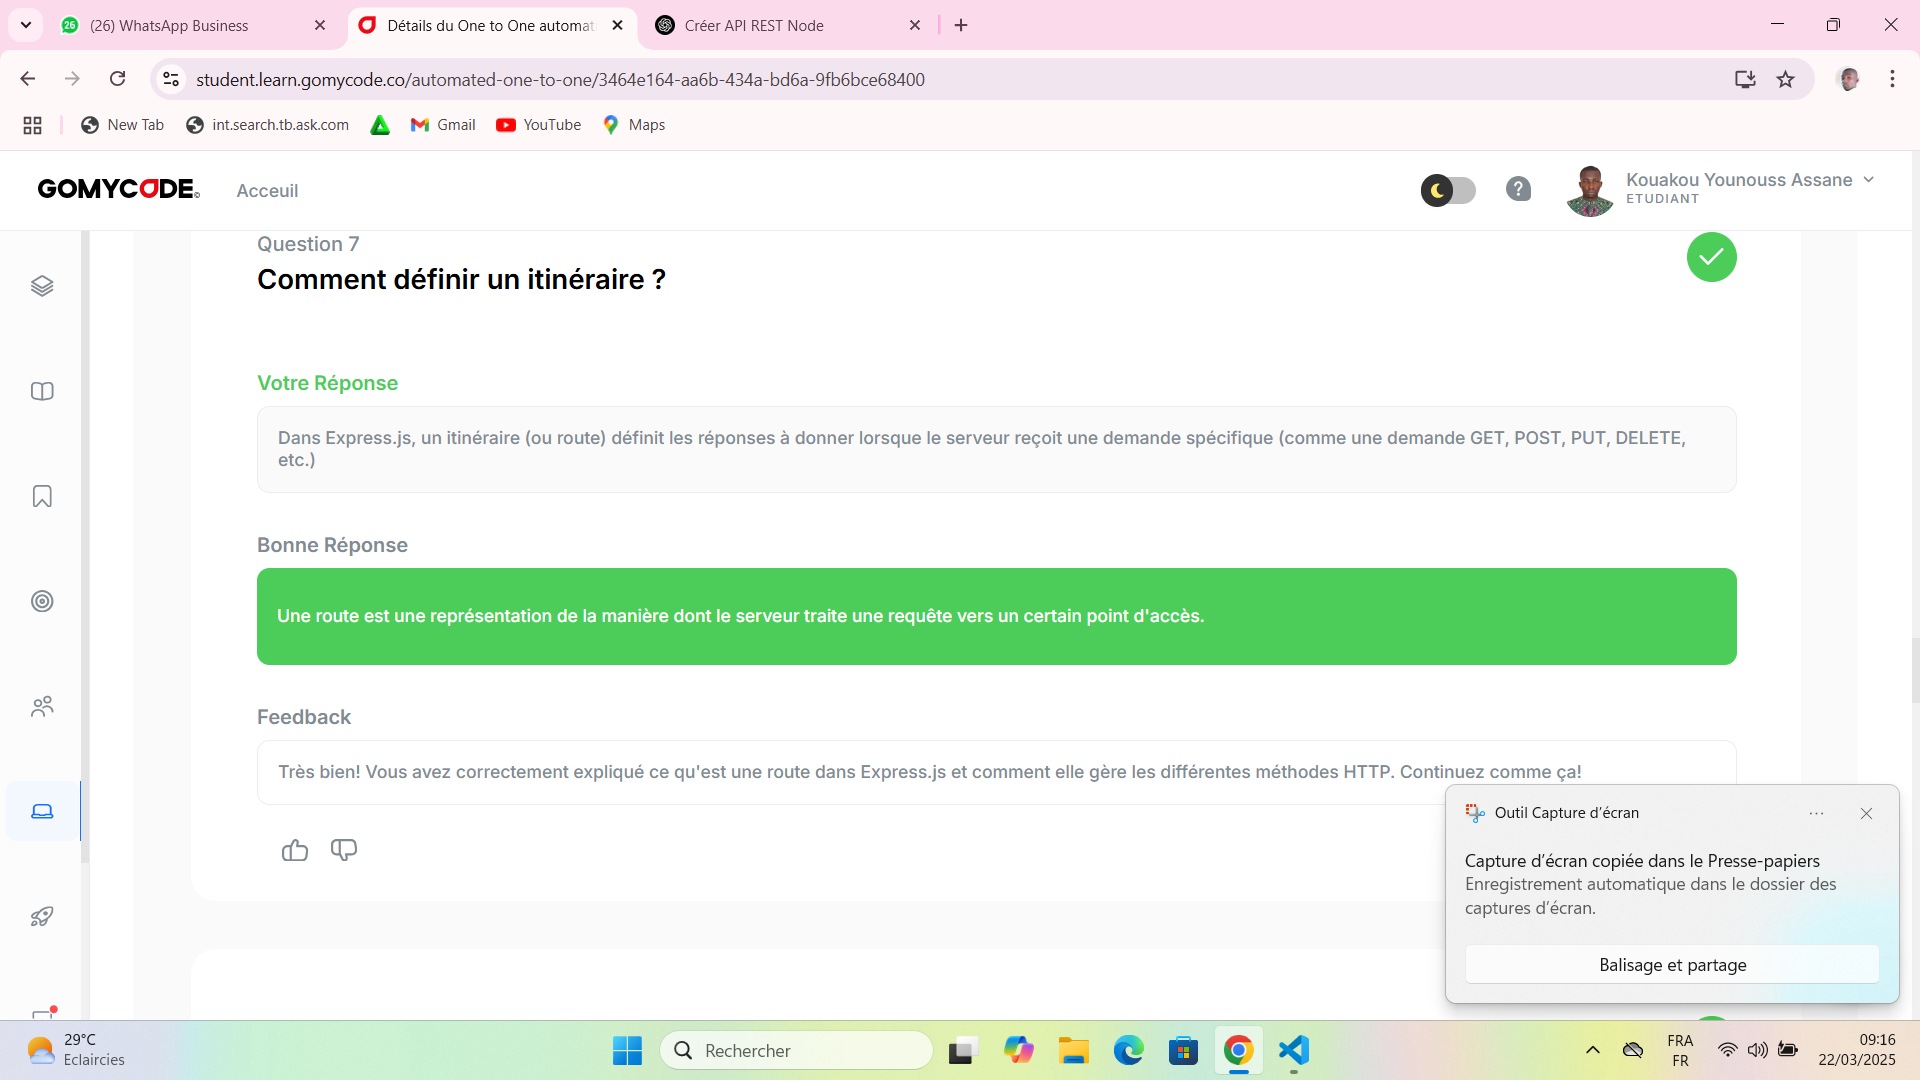 (26) WhatsApp Business
Détails du One to One automat
Créer API REST Node
student.learn.gomycode.co/automated-one-to-one/3464e164-aa6b-434a-bd6a-9fb6bce68400
New Tab
int.search.tb.ask.com
Gmail
YouTube
Maps
GOMYCODE
Acceuil
Kouakou Younouss Assane
ETUDIANT
Question 7
Comment définir un itinéraire ?
Votre Réponse
Dans Express.js, un itinéraire (ou route) définit les réponses à donner lorsque le serveur reçoit une demande spécifique (comme une demande GET, POST, PUT, DELETE,
etc.)
Bonne Réponse
Une route est une représentation de la manière dont le serveur traite une requête vers un certain point d'accès.
Feedback
Très bien! Vous avez correctement expliqué ce qu'est une route dans Express.js et comment elle gère les différentes méthodes HTTP. Continuez comme ça!
Outil Capture d’écran
Capture d’écran copiée dans le Presse-papiers
Enregistrement automatique dans le dossier des
captures d’écran.
Balisage et partage
29°C
Eclaircies
Rechercher
FRA
FR
09:16
22/03/2025